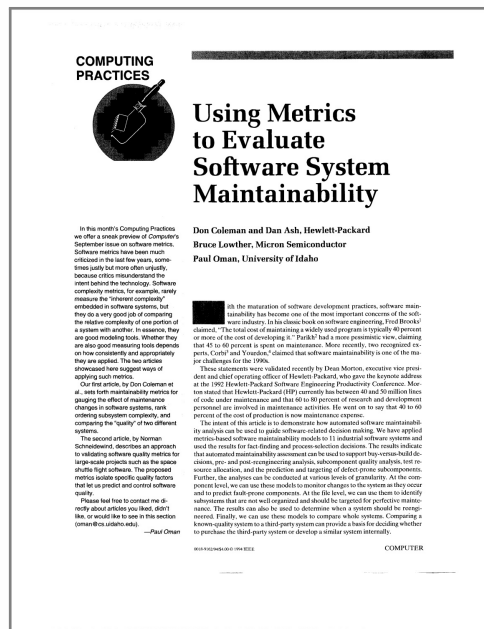 COMPUTING
PRACTICES
Using Metrics
to Evaluate
Software System
Maintainability
Don Coleman and Dan Ash, Hewlett-Packard
Bruce Lowther, Micron Semiconductor
Paul Oman, University of Idaho
In this month's Computing Practices
we offer a sneak preview of Computer's
September issue on software metrics.
Software metrics have been much
criticized in the last few years, some-
times justly but more often unjustly,
because critics misunderstand the
intent behind the technology. Software
complexity metrics, for example, rarely
measure the "inherent complexity"
embedded in software systems, but
they do a very good job of comparing
the relative complexity of one portion of
a system with another. In essence, they
are good modeling tools. Whether they
are also good measuring tools depends
on how consistently and appropriately
they are applied. The two articles
showcased here suggest ways of
applying such metrics.
Our first article, by Don Coleman et
al., sets forth maintainability metrics for
gauging the effect of maintenance
changes in software systems, rank
ordering subsystem complexity, and
comparing the "quality" of two different
systems.
The second article, by Norman
Schneidewind, describes an approach
to validating software quality metrics for
large-scale projects such as the space
shuttle flight software. The proposed
metrics isolate specific quality factors
that let us predict and control software
quality.
Please feel free to contact me di-
rectly about articles you liked, didn't
like, or would like to see in this section
(oman@cs.uidaho.edu).
—Paul Oman
ith the maturation of software development practices, software main-
tainability has become one of the most important concerns of the soft-
ware industry. In his classic book on software engineering, Fred Brooks¹
claimed, "The total cost of maintaining a widely used program is typically 40 percent
or more of the cost of developing it." Parikh² had a more pessimistic view, claiming
that 45 to 60 percent is spent on maintenance. More recently, two recognized ex-
perts, Corbi³ and Yourdon,⁴ claimed that software maintainability is one of the ma-
jor challenges for the 1990s.
These statements were validated recently by Dean Morton, executive vice presi-
dent and chief operating officer of Hewlett-Packard, who gave the keynote address
at the 1992 Hewlett-Packard Software Engineering Productivity Conference. Mor-
ton stated that Hewlett-Packard (HP) currently has between 40 and 50 million lines
of code under maintenance and that 60 to 80 percent of research and development
personnel are involved in maintenance activities. He went on to say that 40 to 60
percent of the cost of production is now maintenance expense.
The intent of this article is to demonstrate how automated software maintainabil-
ity analysis can be used to guide software-related decision making. We have applied
metrics-based software maintainability models to 11 industrial software systems and
used the results for fact-finding and process-selection decisions. The results indicate
that automated maintainability assessment can be used to support buy-versus-build de-
cisions, pre- and post-reengineering analysis, subcomponent quality analysis, test re-
source allocation, and the prediction and targeting of defect-prone subcomponents.
Further, the analyses can be conducted at various levels of granularity. At the com-
ponent level, we can use these models to monitor changes to the system as they occur
and to predict fault-prone components. At the file level, we can use them to identify
subsystems that are not well organized and should be targeted for perfective mainte-
nance. The results can also be used to determine when a system should be reengi-
neered. Finally, we can use these models to compare whole systems. Comparing a
known-quality system to a third-party system can provide a basis for deciding whether
to purchase the third-party system or develop a similar system internally.
0018-9162/94/$4.00 © 1994 IEEE
COMPUTER